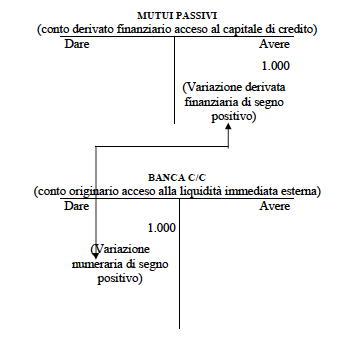 MUTUI PASSIVI
(conto derivato finanziario acceso al capitale di credito)
Dare Avere
1.000
(Variazione derivata
finanziaria di segno
positivo)
BANCA C/C
(conto originario acceso alla liquidità immediata esterna)
Dare Avere
1.000
(Variazione
numeraria di segno
positivo)